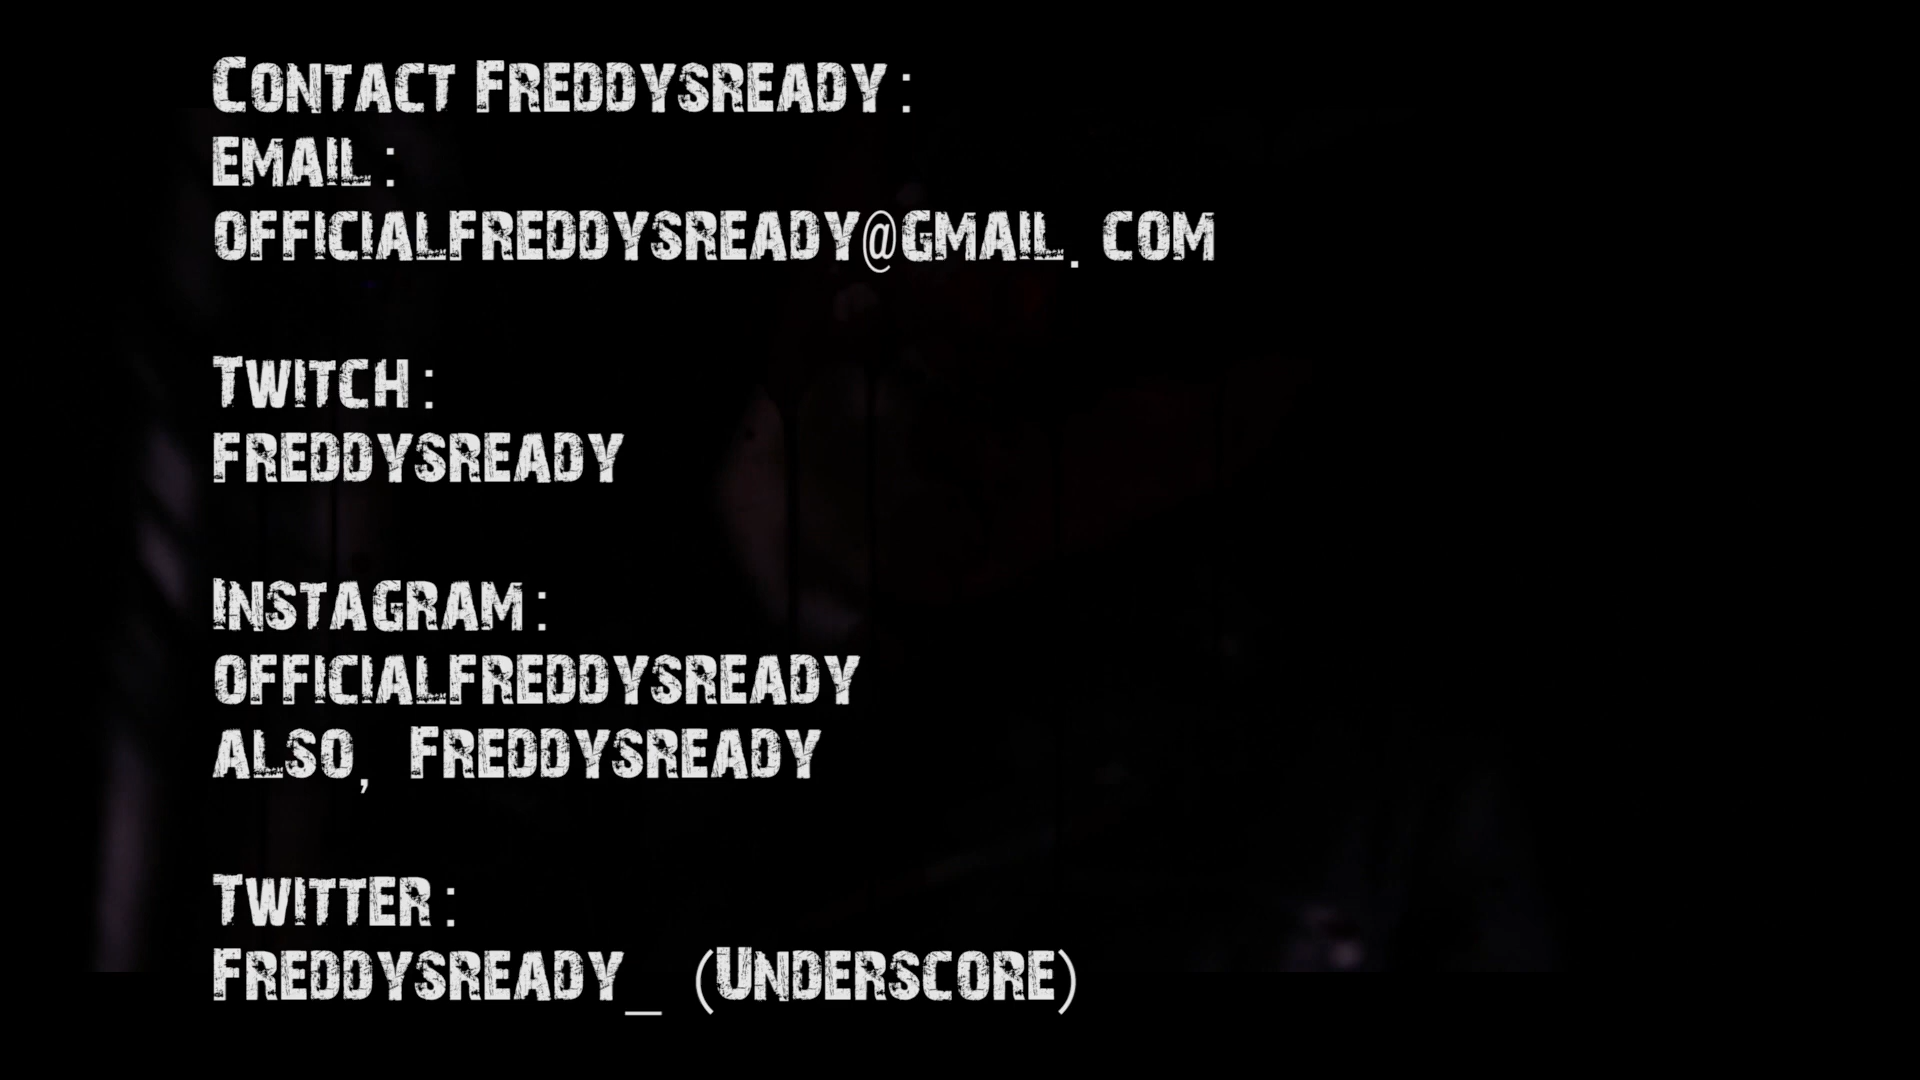 Contact Freddysready:
email:
officialfreddysready@gmail.com
Twitch:
freddysready
Instagram:
officialfreddysready
also, Freddysready
Twitter:
Freddysready_ (Underscore)